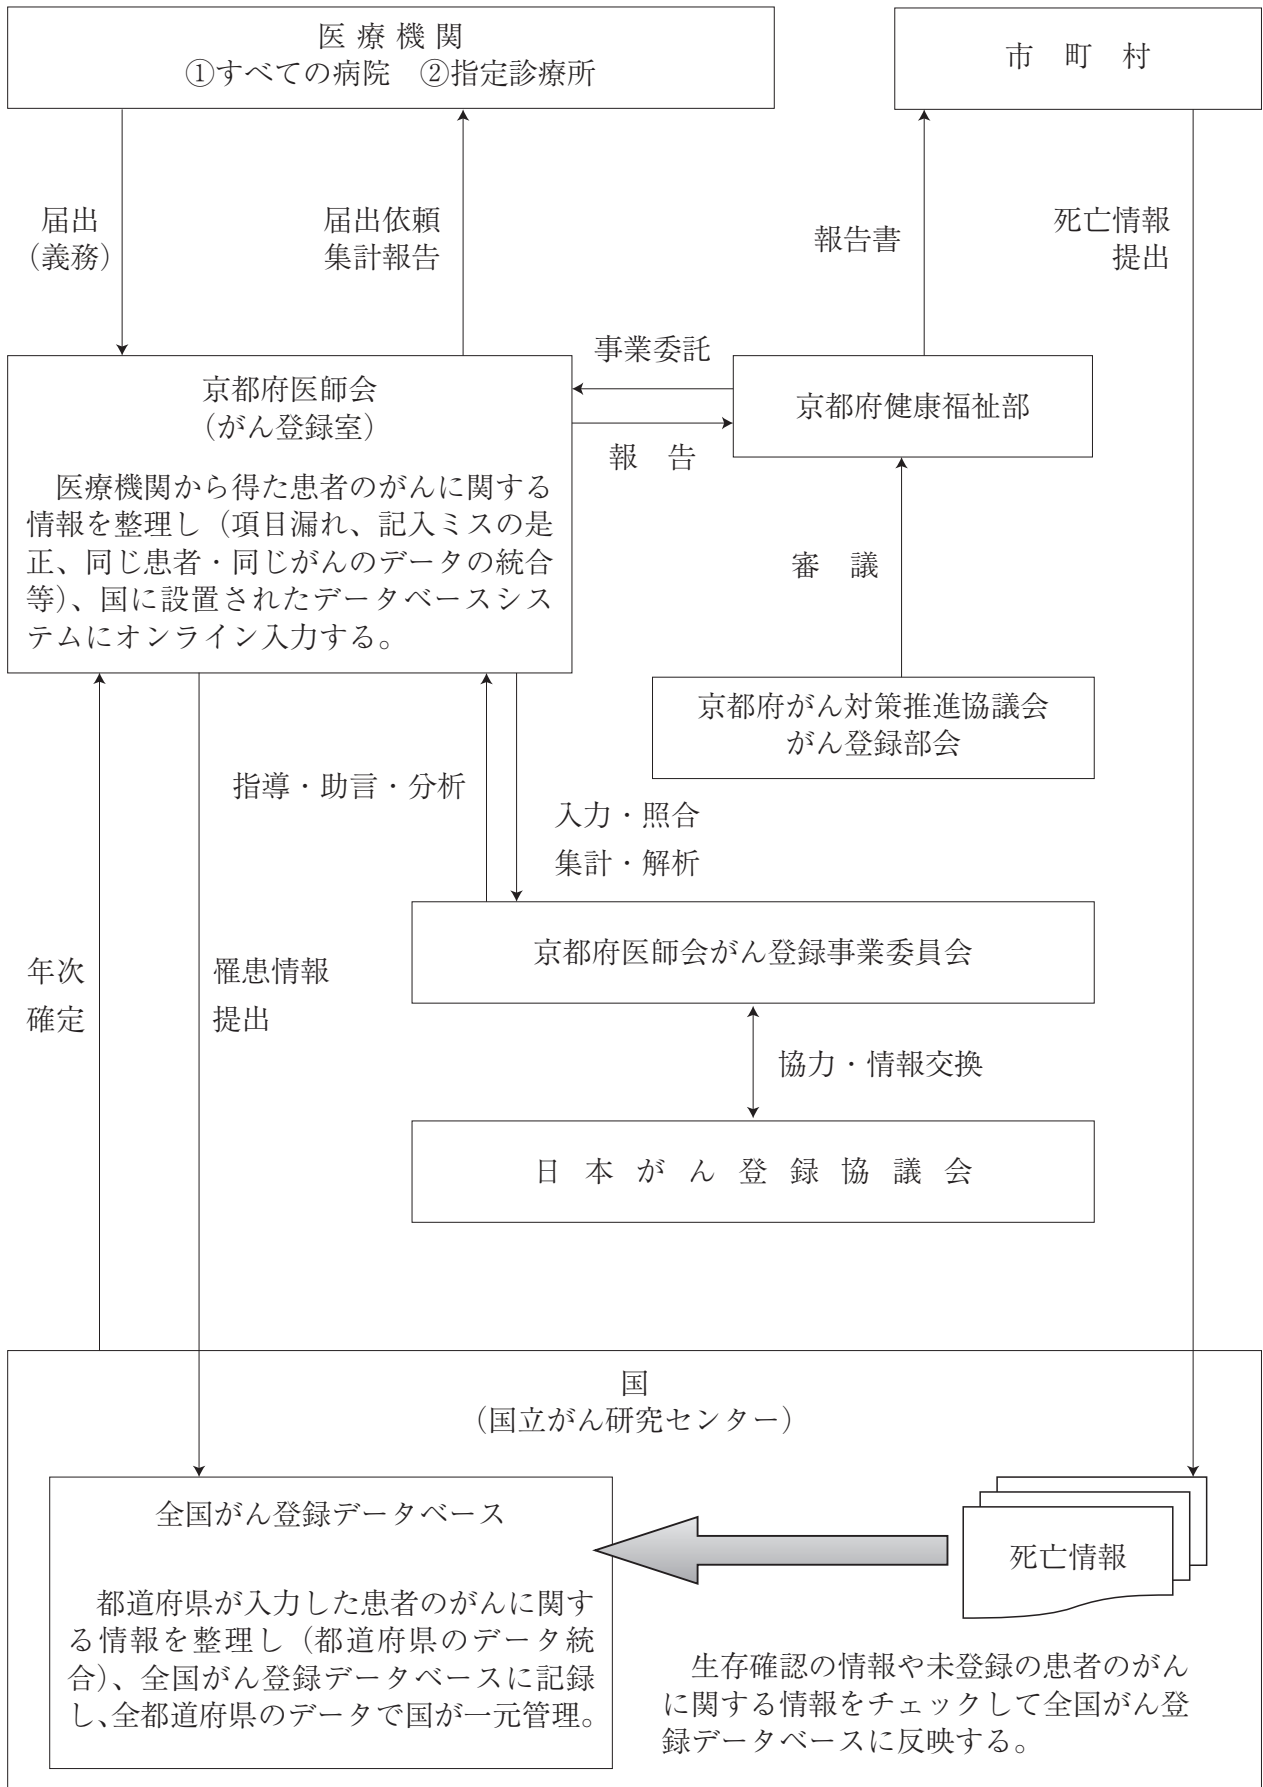 医療機関
①すべての病院　②指定診療所
市　町　村
届出
（義務）
届出依頼
集計報告
報告書
死亡情報
提出
京都府医師会
（がん登録室）
医療機関から得た患者のがんに関する
情報を整理し（項目漏れ、記入ミスの是
正、同じ患者・同じがんのデータの統合
等）、国に設置されたデータベースシス
テムにオンライン入力する。
事業委託
報　告
京都府健康福祉部
審　議
京都府がん対策推進協議会
がん登録部会
指導・助言・分析
入力・照合
集計・解析
京都府医師会がん登録事業委員会
年次
確定
罹患情報
提出
協力・情報交換
日本がん登録協議会
国
（国立がん研究センター）
全国がん登録データベース
都道府県が入力した患者のがんに関す
る情報を整理し（都道府県のデータ統
合）、全国がん登録データベースに記録
し、全都道府県のデータで国が一元管理。
死亡情報
生存確認の情報や未登録の患者のがん
に関する情報をチェックして全国がん登
録データベースに反映する。